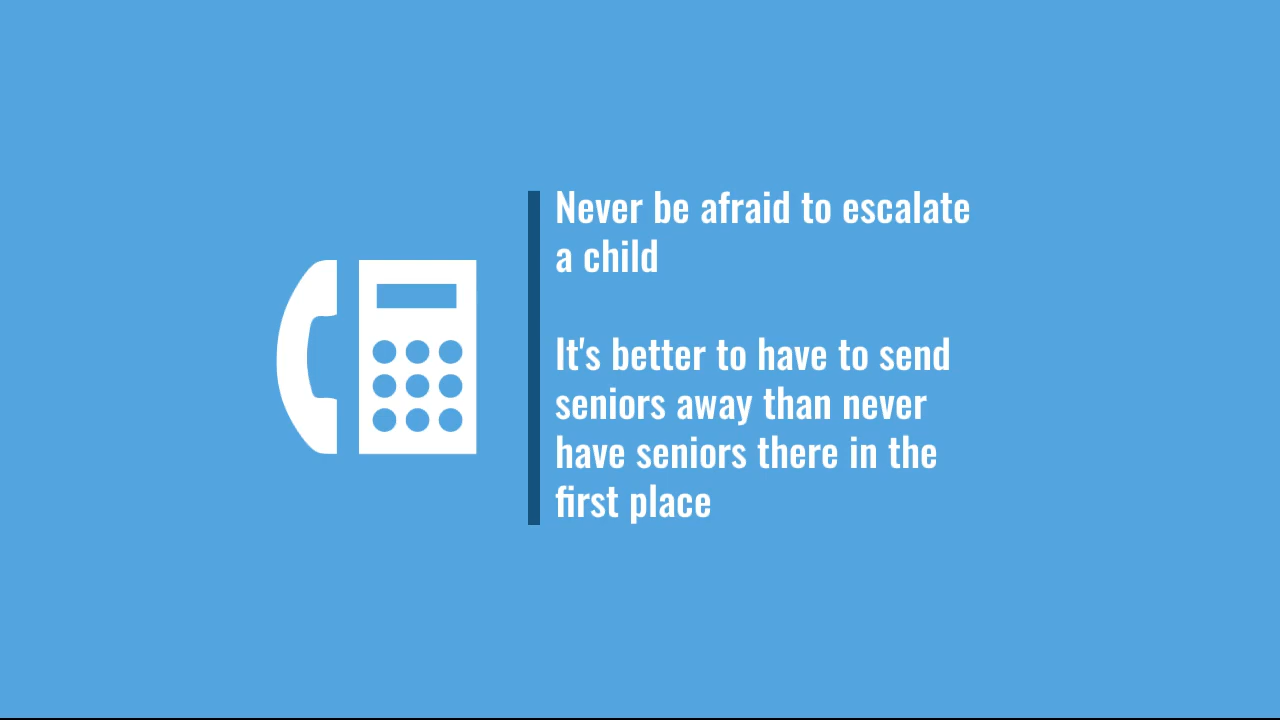 Never be afraid to escalate
a child
It's better to have to send
seniors away than never
have seniors there in the
first place